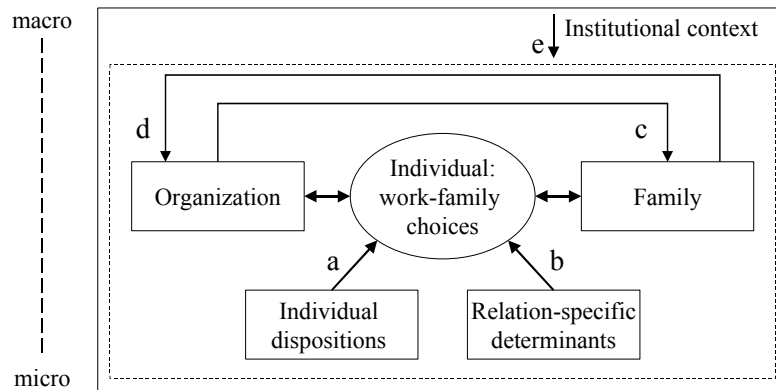 macro
Institutional context
e
d
c
Organization
Individual:
work-family
choices
Family
a
b
Individual
dispositions
Relation-specific
determinants
micro